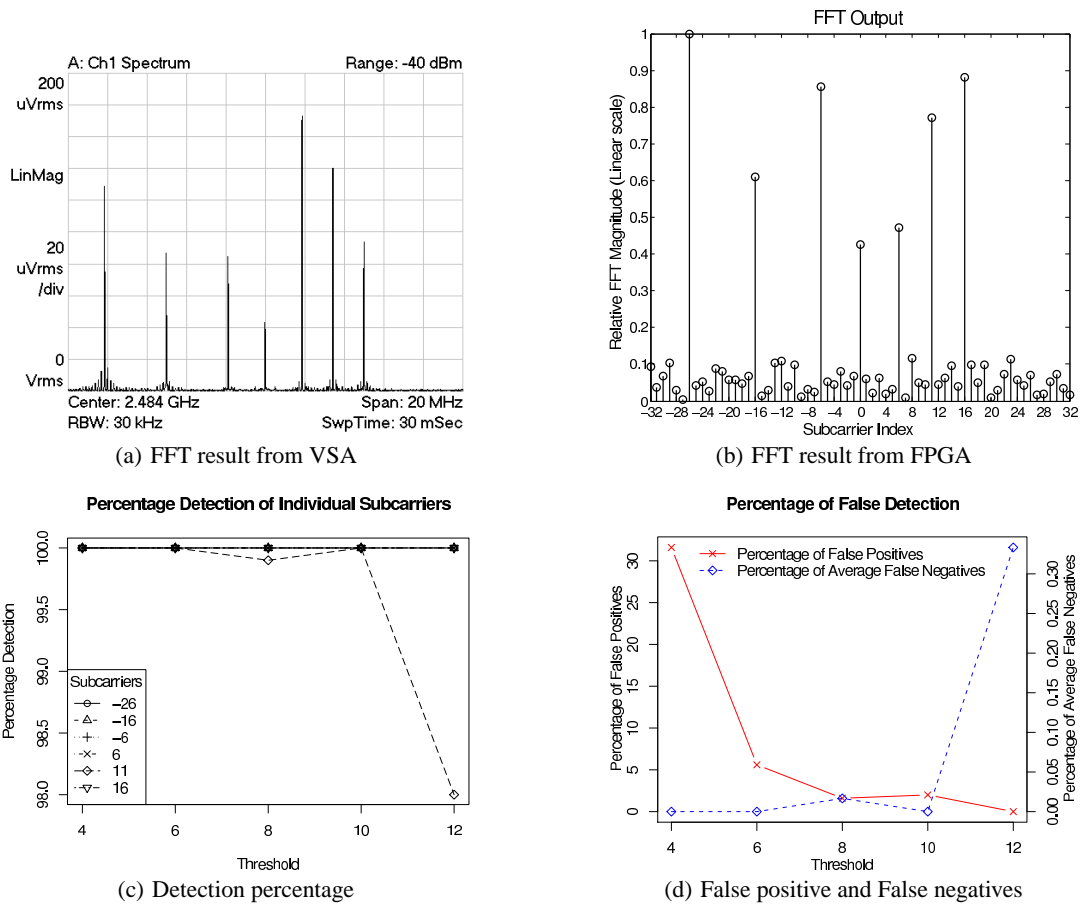 A: Ch1 Spectrum
Range: -40 dBm
200
uVrms
LinMag
20
uVrms
/div
0
Vrms
Center: 2.484 GHz
Span: 20 MHz
RBW: 30 kHz
SwpTime: 30 mSec
(a) FFT result from VSA
FFT Output
Relative FFT Magnitude (Linear scale)
1
0.9
0.8
0.7
0.6
0.5
0.4
0.3
0.2
0.1
0
−32 −28 −24 −20 −16 −12 −8 −4 0 4 8 12 16 20 24 28 32
Subcarrier Index
(b) FFT result from FPGA
Percentage Detection of Individual Subcarriers
Percentage Detection
100.0
99.5
99.0
98.5
98.0
Subcarriers
−26
−16
−6
6
11
16
4 6 8 10 12
Threshold
(c) Detection percentage
Percentage of False Detection
Percentage of False Positives
Percentage of Average False Negatives
Percentage of False Positives
30
25
20
15
10
5
0
0.30
0.25
0.20
0.15
0.10
0.05
0.00
Percentage of Average False Negatives
4 6 8 10 12
Threshold
(d) False positive and False negatives